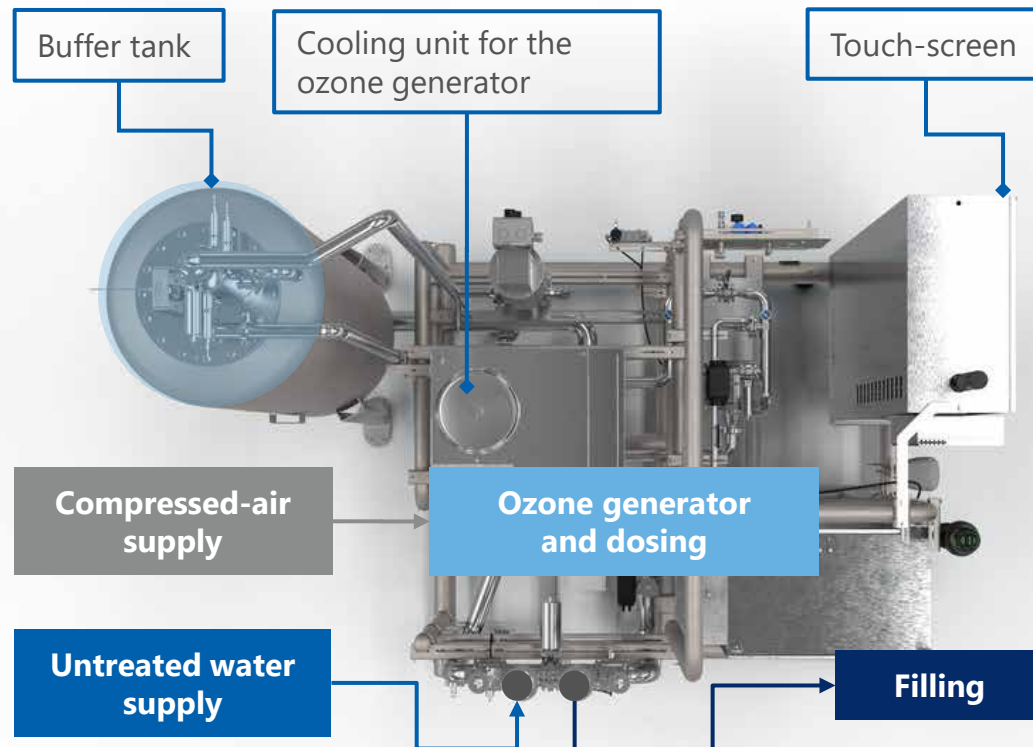 Buffer tank
Cooling unit for the
ozone generator
Touch-screen
Compressed-air
supply
Ozone generator
and dosing
Untreated water
supply
Filling